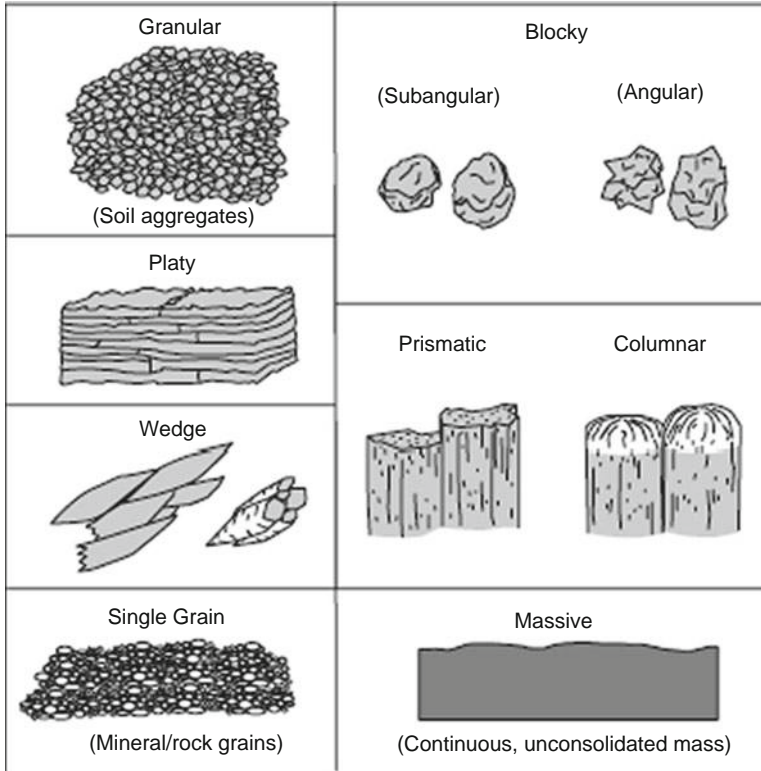 Granular
(Soil aggregates)
Blocky
(Subangular)
(Angular)
Platy
Prismatic
Columnar
Wedge
Single Grain
(Mineral/rock grains)
Massive
(Continuous, unconsolidated mass)